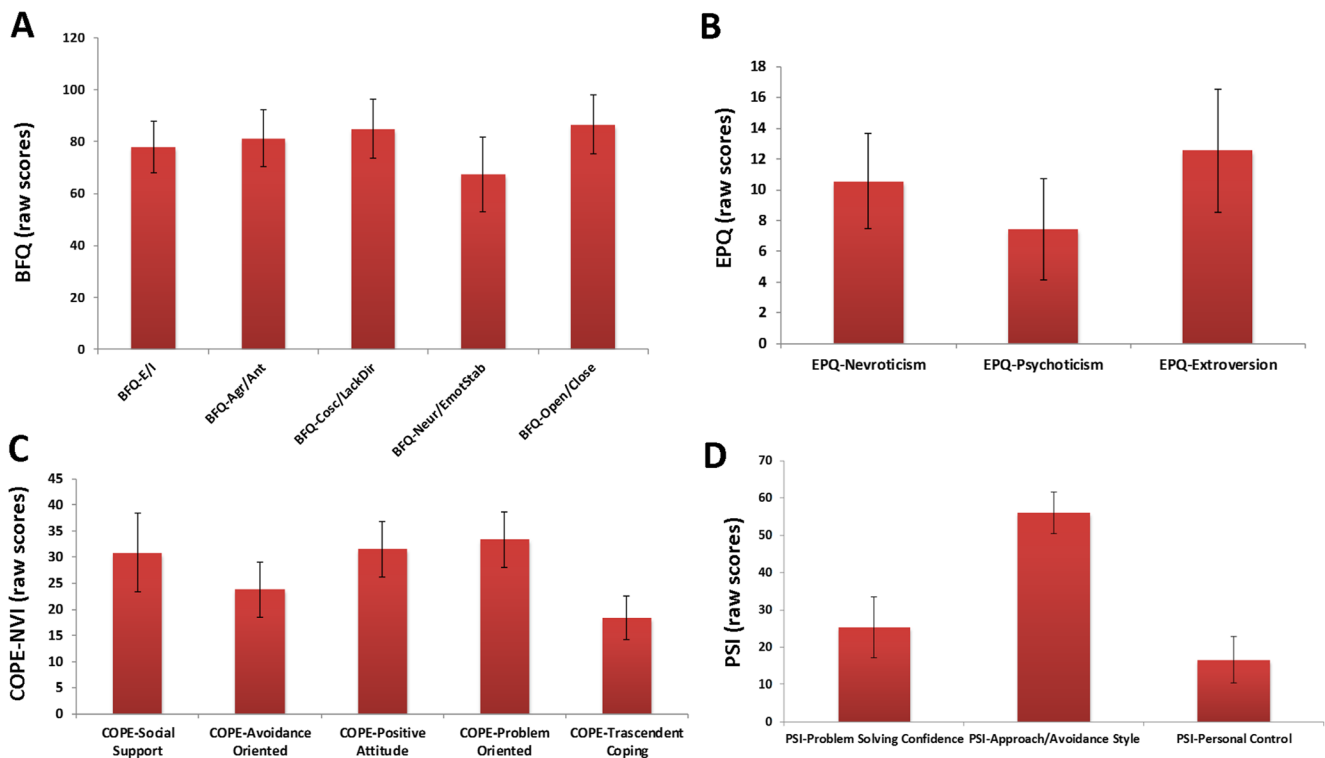 A
BFQ (raw scores)
120
100
80
60
40
20
0
BFQ-E/I
BFQ-Agr/Ant
BFQ-Cosc/LackDir
BFQ-Neur/EmotStab
BFQ-Open/Close
B
EPQ (raw scores)
18
16
14
12
10
8
6
4
2
0
EPQ-Nevroticism
EPQ-Psychoticism
EPQ-Extroversion
C
COPE-NVI (raw scores)
45
40
35
30
25
20
15
10
5
0
COPE-Social
Support
COPE-Avoidance
Oriented
COPE-Positive
Attitude
COPE-Problem
Oriented
COPE-Trascendent
Coping
D
PSI (raw scores)
70
60
50
40
30
20
10
0
PSI-Problem Solving Confidence
PSI-Approach/Avoidance Style
PSI-Personal Control